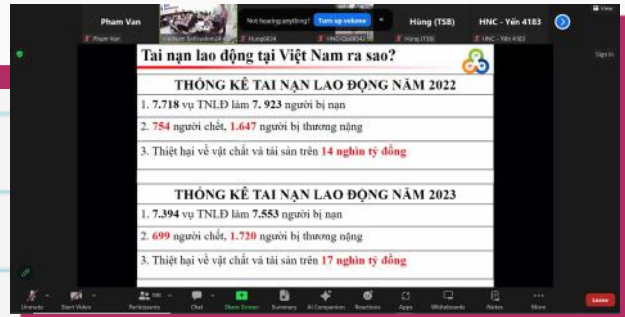 View
Pham Van
Not hearing anything? Turn up volume
Hùng (TSB)
HNC - Yến 4183
Pham Van
Hung6634
Hùng (TSB)
HNC - Yến 4183
Sign in
Tai nạn lao động tại Việt Nam ra sao?
THỐNG KÊ TAI NẠN LAO ĐỘNG NĂM 2022
1. 7.718 vụ TNLĐ làm 7. 923 người bị nạn
2. 754 người chết, 1.647 người bị thương nặng
3. Thiệt hại về vật chất và tài sản trên 14 nghìn tỷ đồng
THỐNG KÊ TAI NẠN LAO ĐỘNG NĂM 2023
1. 7.394 vụ TNLĐ làm 7.553 người bị nạn
2. 699 người chết, 1.720 người bị thương nặng
3. Thiệt hại về vật chất và tài sản trên 17 nghìn tỷ đồng
Unmute Start Video Participants Chat Share Screen Summary AI Companion Reactions Apps Whiteboards Notes More
Leave